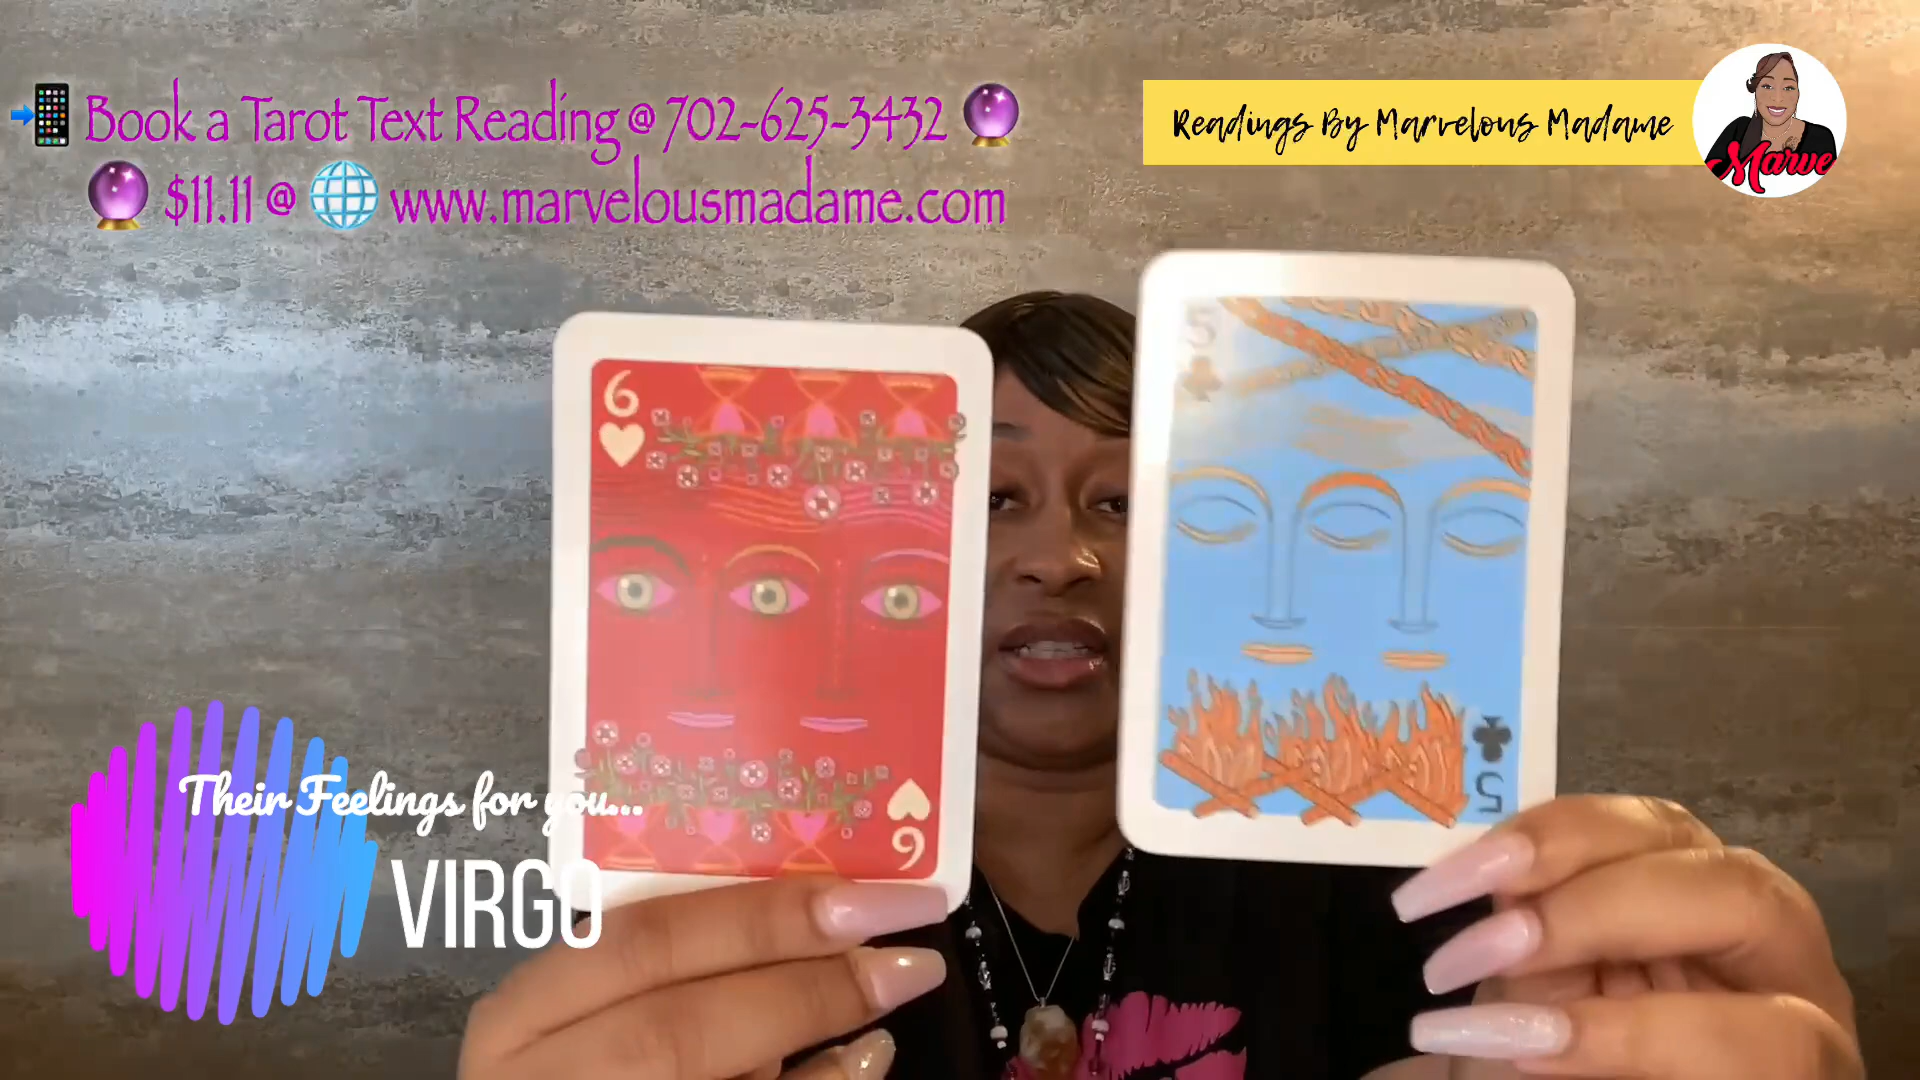 Book a Tarot Text Reading @ 702-625-3432
$11.11 @ www.marvelousmadame.com
Readings By Marvelous Madame
Marve
6
6
5
5
Their Feelings for you...
VIRGO